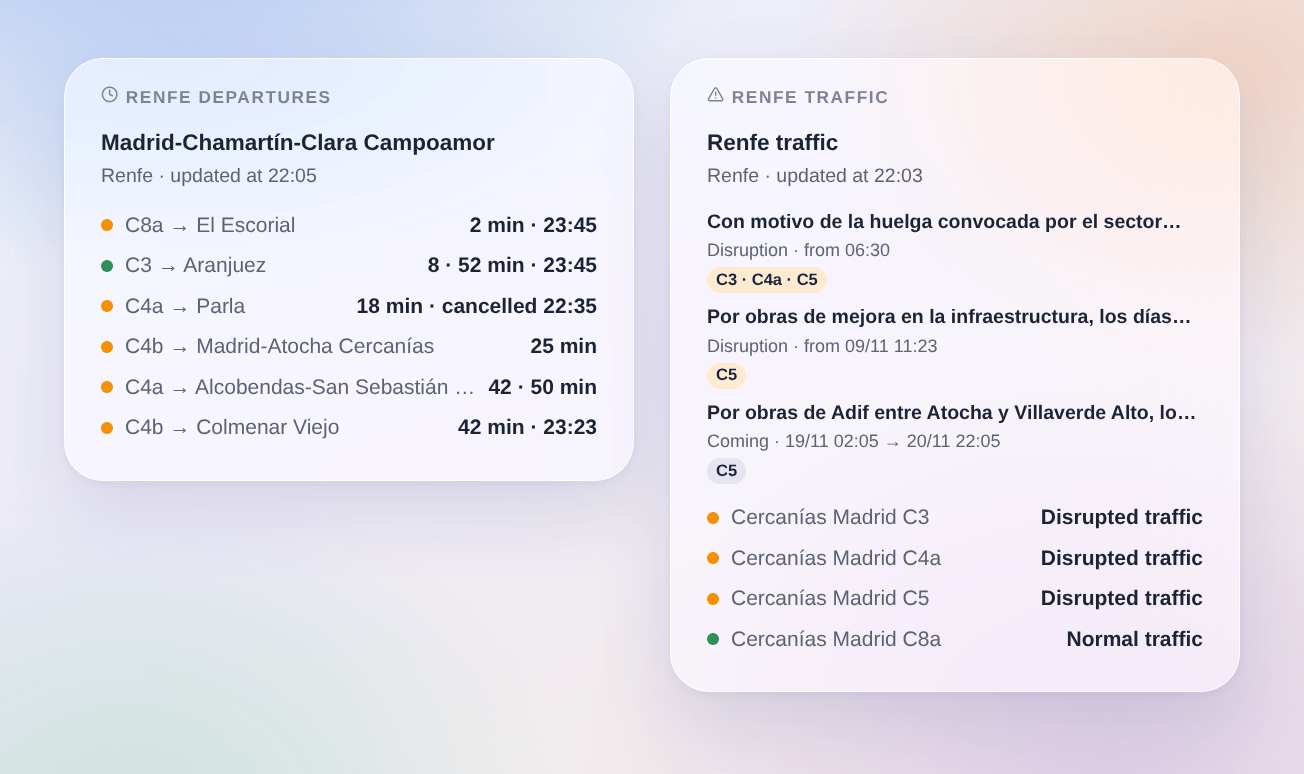 RENFE DEPARTURES
Madrid-Chamartín-Clara Campoamor
Renfe · updated at 22:05
C8a → El Escorial 2 min · 23:45
C3 → Aranjuez 8 · 52 min · 23:45
C4a → Parla 18 min · cancelled 22:35
C4b → Madrid-Atocha Cercanías 25 min
C4a → Alcobendas-San Sebastián … 42 · 50 min
C4b → Colmenar Viejo 42 min · 23:23
RENFE TRAFFIC
Renfe traffic
Renfe · updated at 22:03
Con motivo de la huelga convocada por el sector…
Disruption · from 06:30
C3 · C4a · C5
Por obras de mejora en la infraestructura, los días…
Disruption · from 09/11 11:23
C5
Por obras de Adif entre Atocha y Villaverde Alto, lo…
Coming · 19/11 02:05 → 20/11 22:05
C5
Cercanías Madrid C3 Disrupted traffic
Cercanías Madrid C4a Disrupted traffic
Cercanías Madrid C5 Disrupted traffic
Cercanías Madrid C8a Normal traffic